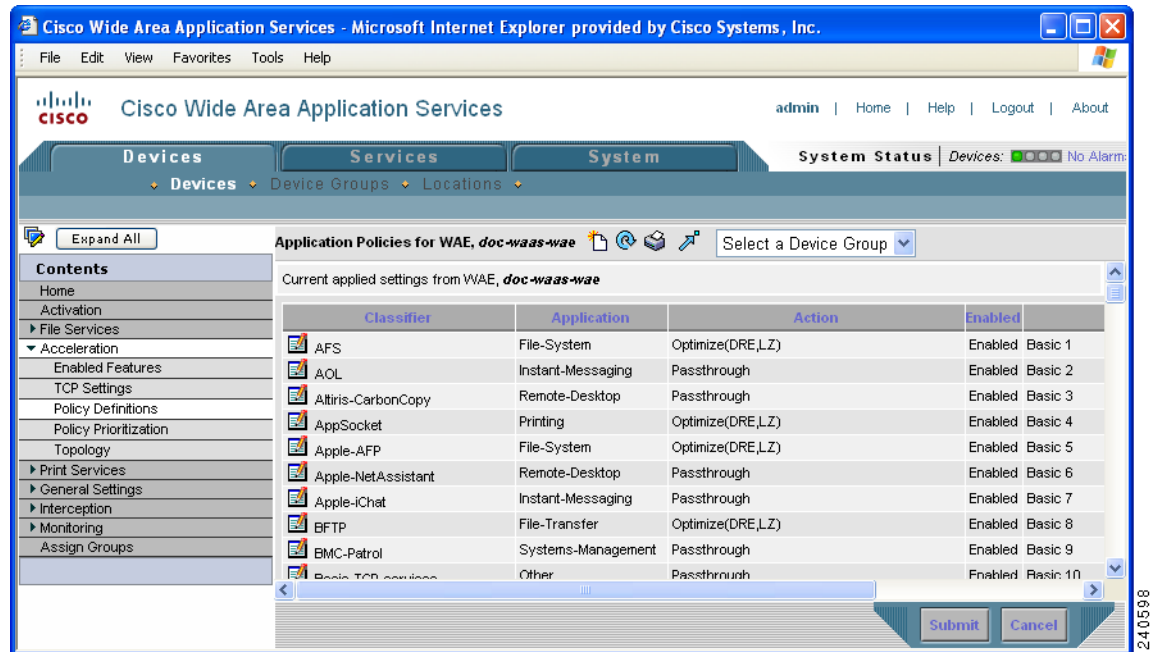 Cisco Wide Area Application Services - Microsoft Internet Explorer provided by Cisco Systems, Inc.
File Edit View Favorites Tools Help
CISCO Cisco Wide Area Application Services admin | Home | Help | Logout | About
Devices Services System System Status | Devices: No Alarm
Devices Device Groups Locations
Expand All
Application Policies for WAE, doc-waas-wae Select a Device Group
Contents
Home
Activation
File Services
Acceleration
Enabled Features
TCP Settings
Policy Definitions
Policy Prioritization
Topology
Print Services
General Settings
Interception
Monitoring
Assign Groups
Current applied settings from WAE, doc-waas-wae
Classifier Application Action Enabled
AFS File-System Optimize(DRE,LZ) Enabled Basic 1
AOL Instant-Messaging Passthrough Enabled Basic 2
Altiris-CarbonCopy Remote-Desktop Passthrough Enabled Basic 3
AppSocket Printing Optimize(DRE,LZ) Enabled Basic 4
Apple-AFP File-System Optimize(DRE,LZ) Enabled Basic 5
Apple-NetAssistant Remote-Desktop Passthrough Enabled Basic 6
Apple-iChat Instant-Messaging Passthrough Enabled Basic 7
BFTP File-Transfer Optimize(DRE,LZ) Enabled Basic 8
BMC-Patrol Systems-Management Passthrough Enabled Basic 9
Basic-TCP-services Other Passthrough Enabled Basic 10
Submit Cancel
240598